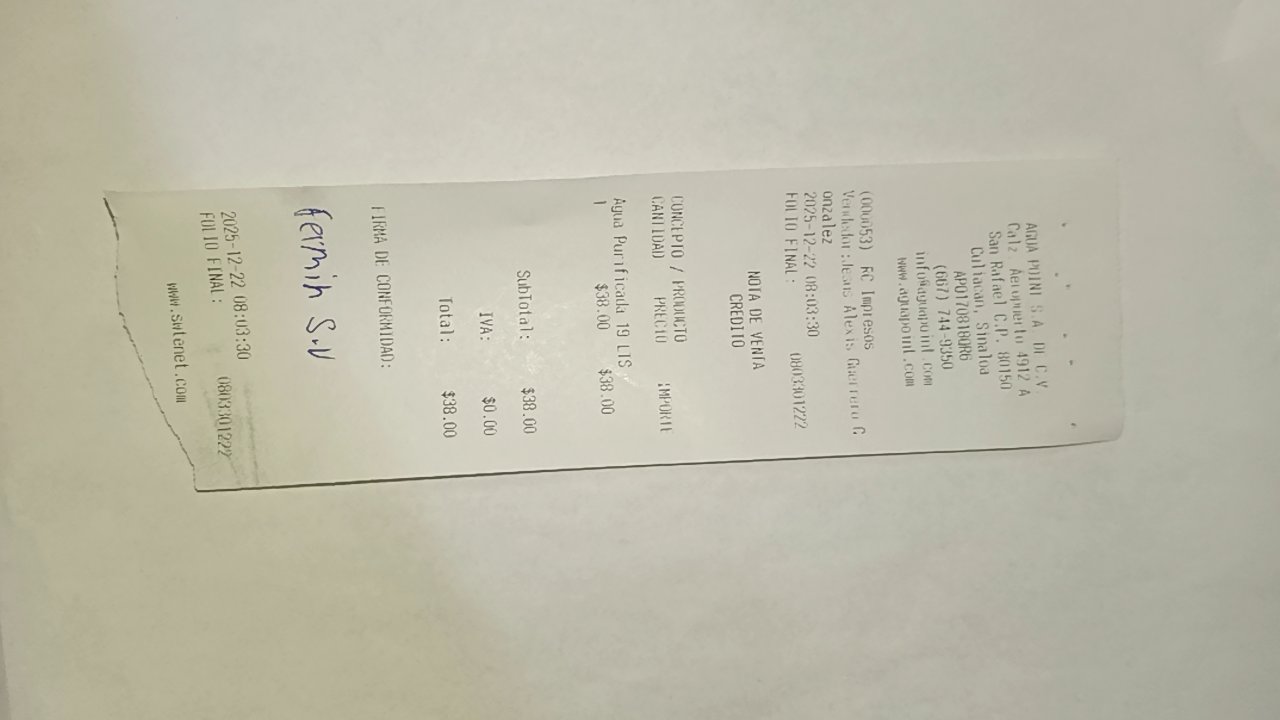 AGUA POINT S A DE C.V
Calz Aeropuerto 4912 A
San Rafael C.P. 80150
Culiacan, Sinaloa
APO170818QR6
(667) 744-9350
info@aguapoint.com
www.aguapoint.com
(000053) RC Impresos
Vendedor:Jesus Alexis Guerrero G
onzalez
2025-12-22 08:03:30
FOLIO FINAL: 0803301222
NOTA DE VENTA
CREDITO
CONCEPTO / PRODUCTO
CANTIDAD PRECIO IMPORTE
Agua Purificada 19 LTS
1 $38.00 $38.00
SubTotal: $38.00
IVA: $0.00
Total: $38.00
FIRMA DE CONFORMIDAD:
fermin S.V
2025-12-22 08:03:30
FOLIO FINAL: 0803301222
www.swtenet.com